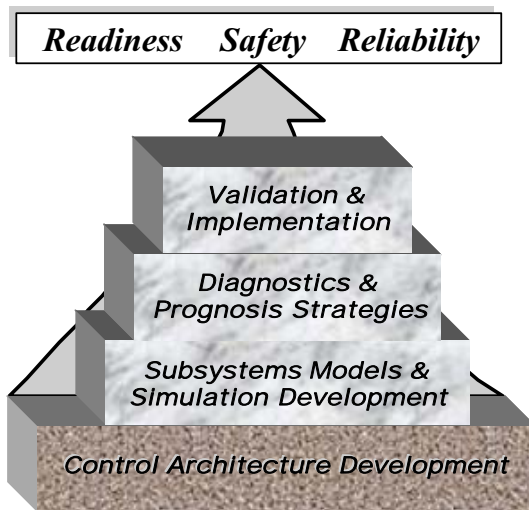 Readiness Safety Reliability
Validation &
Implementation
Diagnostics &
Prognosis Strategies
Subsystems Models &
Simulation Development
Control Architecture Development